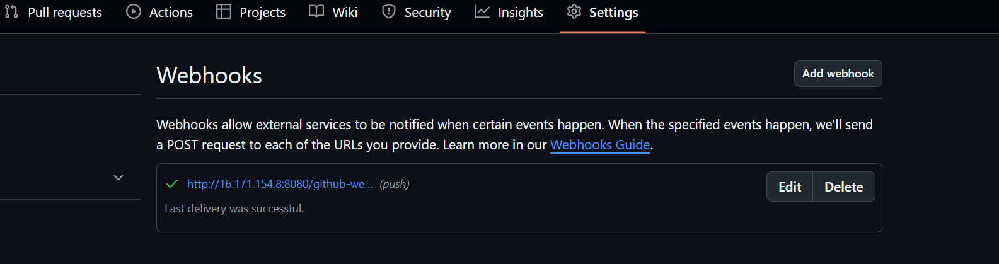 Pull requests Actions Projects Wiki Security Insights Settings
Webhooks
Add webhook
Webhooks allow external services to be notified when certain events happen. When the specified events happen, we'll send
a POST request to each of the URLs you provide. Learn more in our Webhooks Guide.
http://16.171.154.8:8080/github-we... (push)
Edit Delete
Last delivery was successful.